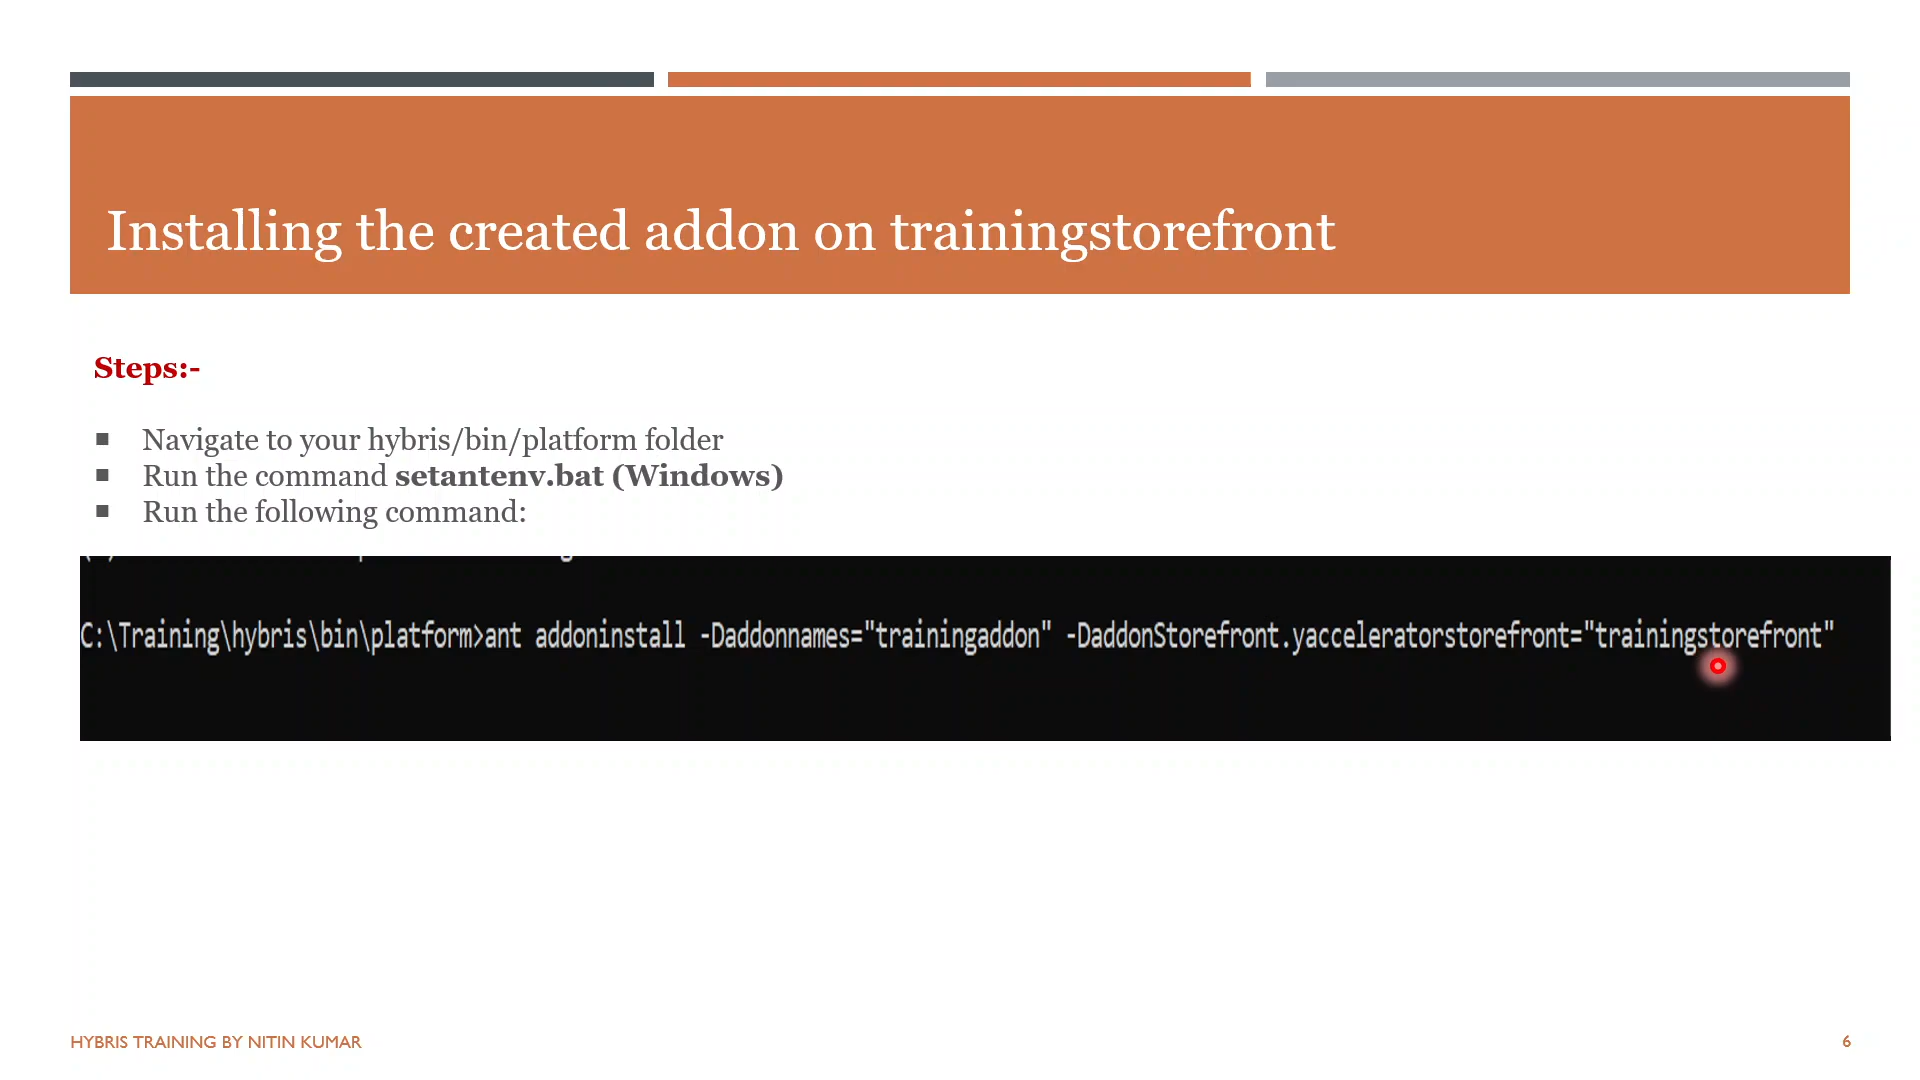 Installing the created addon on trainingstorefront
Steps:-
■ Navigate to your hybris/bin/platform folder
■ Run the command setantenv.bat (Windows)
■ Run the following command:
C:\Training\hybris\bin\platform>ant addoninstall -Daddonnames="trainingaddon" -DaddonStorefront.yacceleratorstorefront="trainingstorefront"
HYBRIS TRAINING BY NITIN KUMAR
6